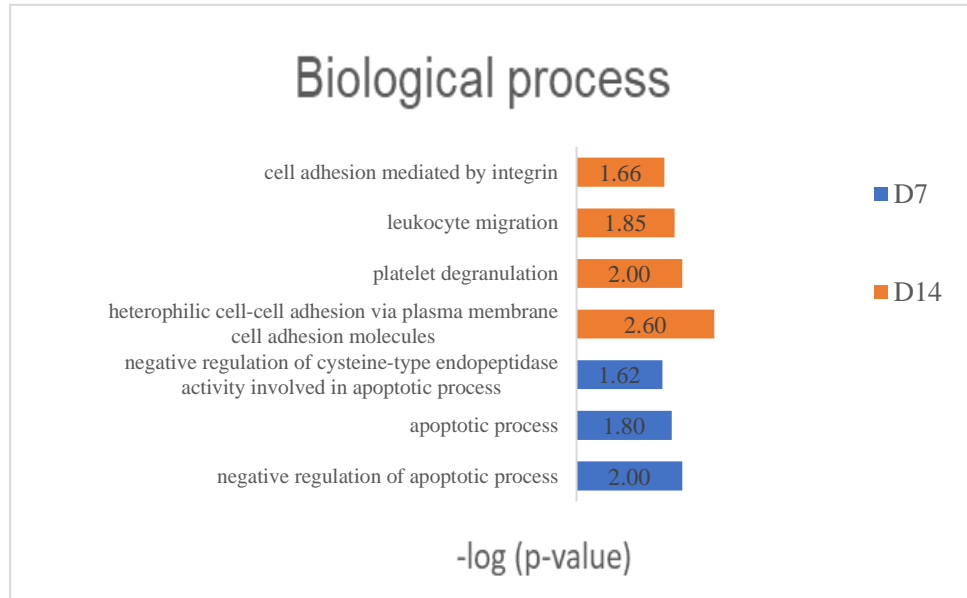 Biological process
cell adhesion mediated by integrin
1.66
leukocyte migration
1.85
platelet degranulation
2.00
heterophilic cell-cell adhesion via plasma membrane
cell adhesion molecules
2.60
negative regulation of cysteine-type endopeptidase
activity involved in apoptotic process
1.62
apoptotic process
1.80
negative regulation of apoptotic process
2.00
D7
D14
-log (p-value)